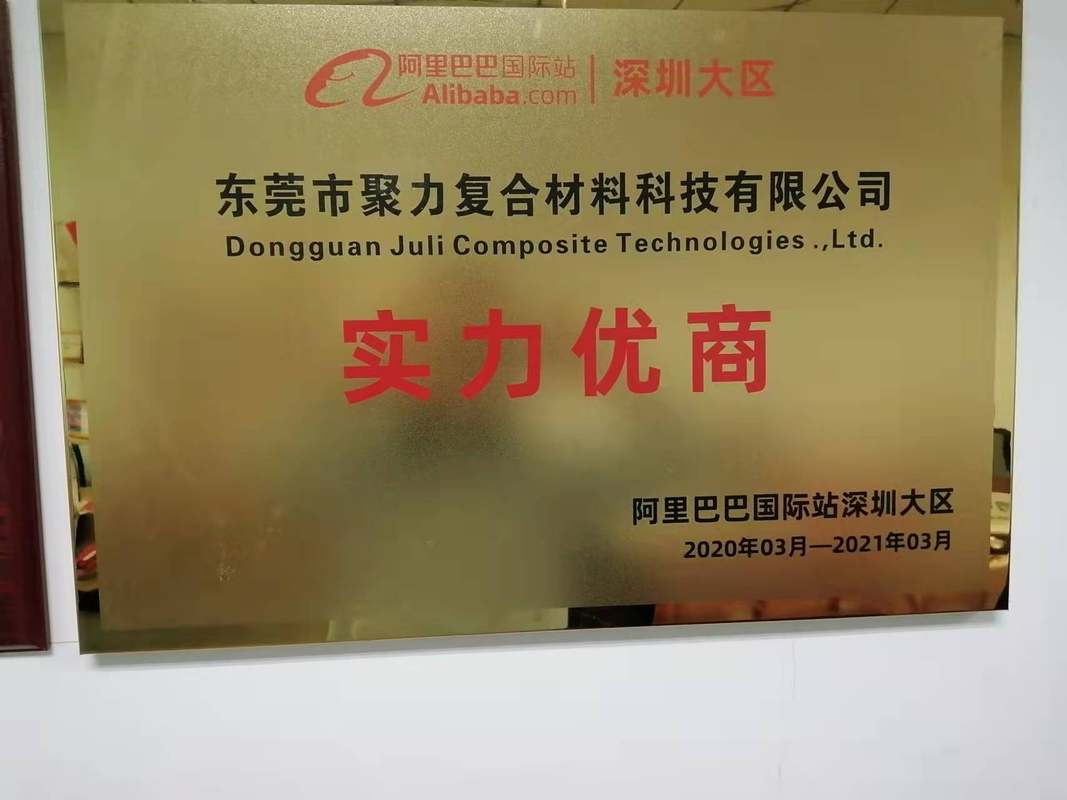 阿里巴巴国际站 | 深圳大区
Alibaba.com
东莞市聚力复合材料科技有限公司
Dongguan Juli Composite Technologies .,Ltd.
实力优商
阿里巴巴国际站深圳大区
2020年03月—2021年03月